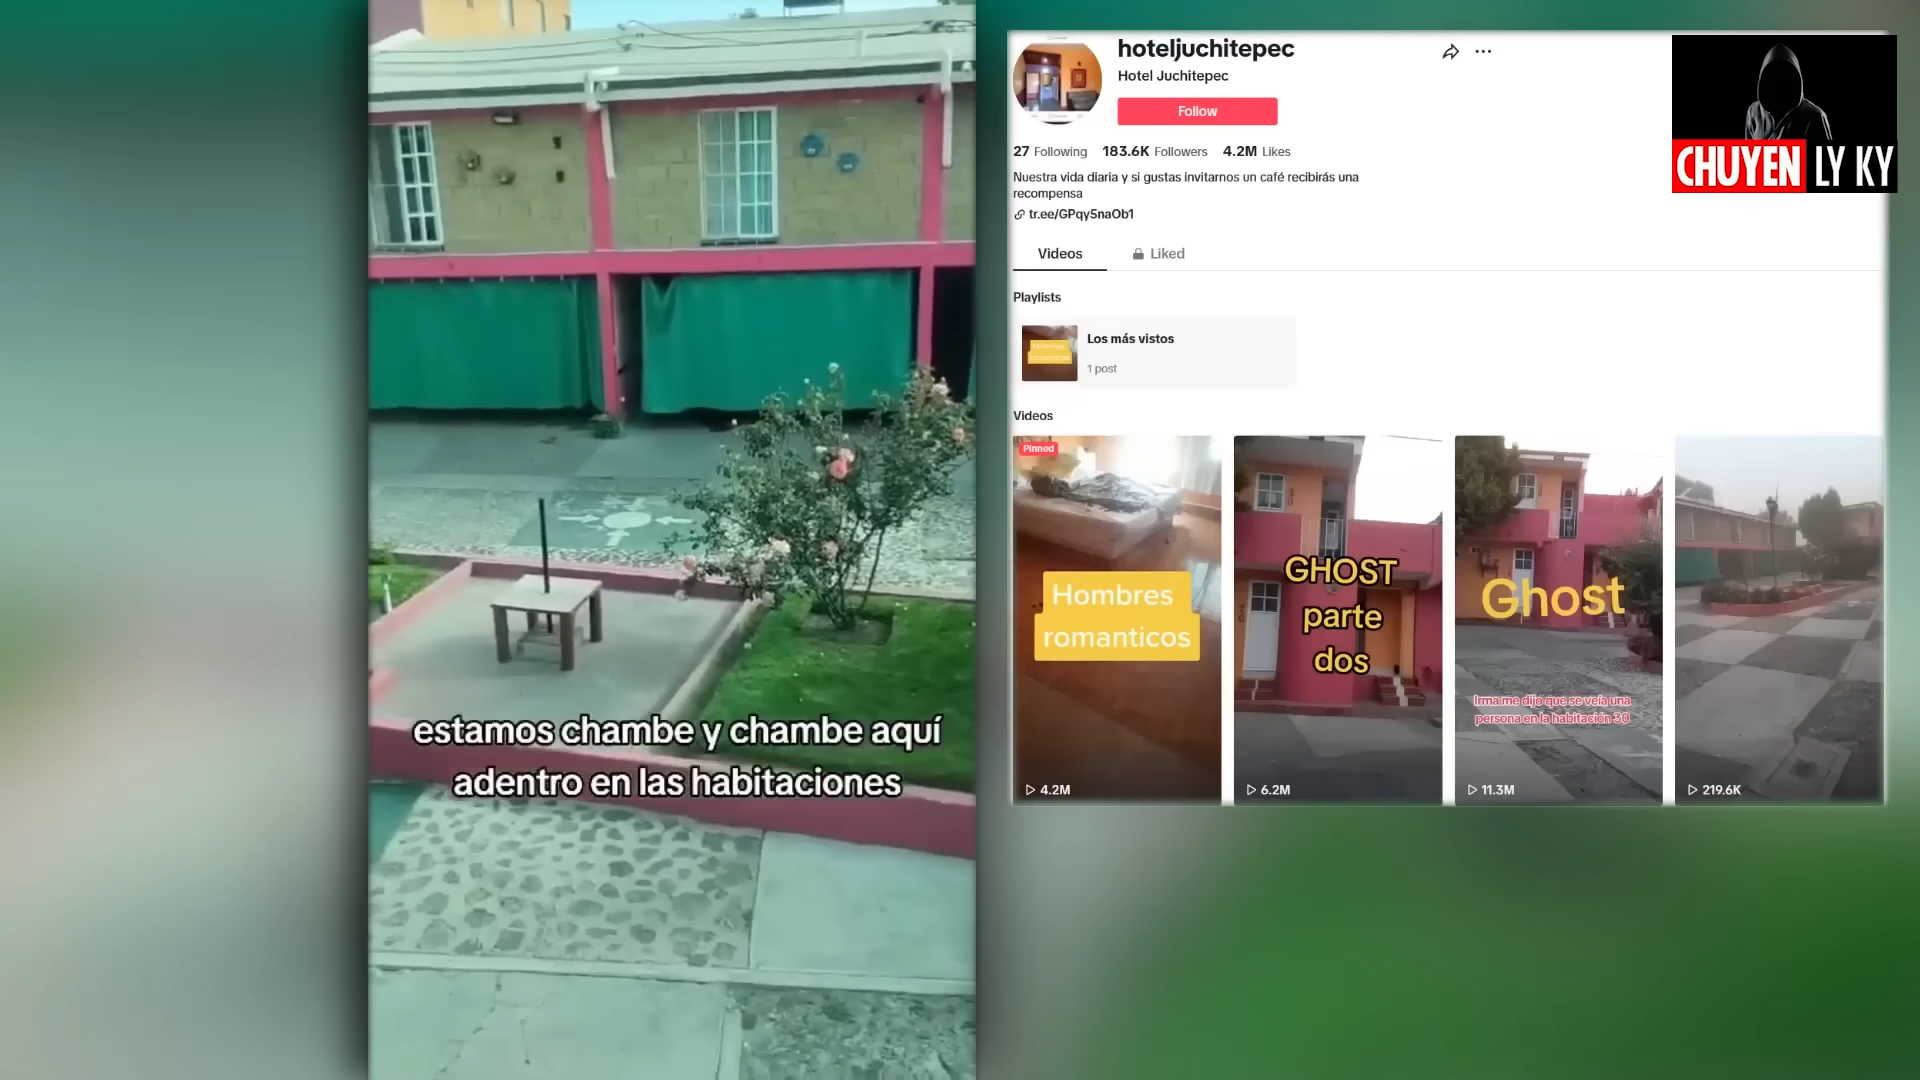 estamos chambe y chambe aquí
adentro en las habitaciones
hoteljuchitepec
Hotel Juchitepec
Follow
27 Following 183.6K Followers 4.2M Likes
Nuestra vida diaria y si gustas invitarnos un café recibirás una
recompensa
tr.ee/GPqy5naOb1
Videos Liked
Playlists
Los más vistos
1 post
Videos
Pinned
Hombres
romanticos
4.2M
GHOST
parte
dos
6.2M
Ghost
Irma me dijo que se veía una
persona en la habitación 30
11.3M
219.6K
CHUYEN LY KY